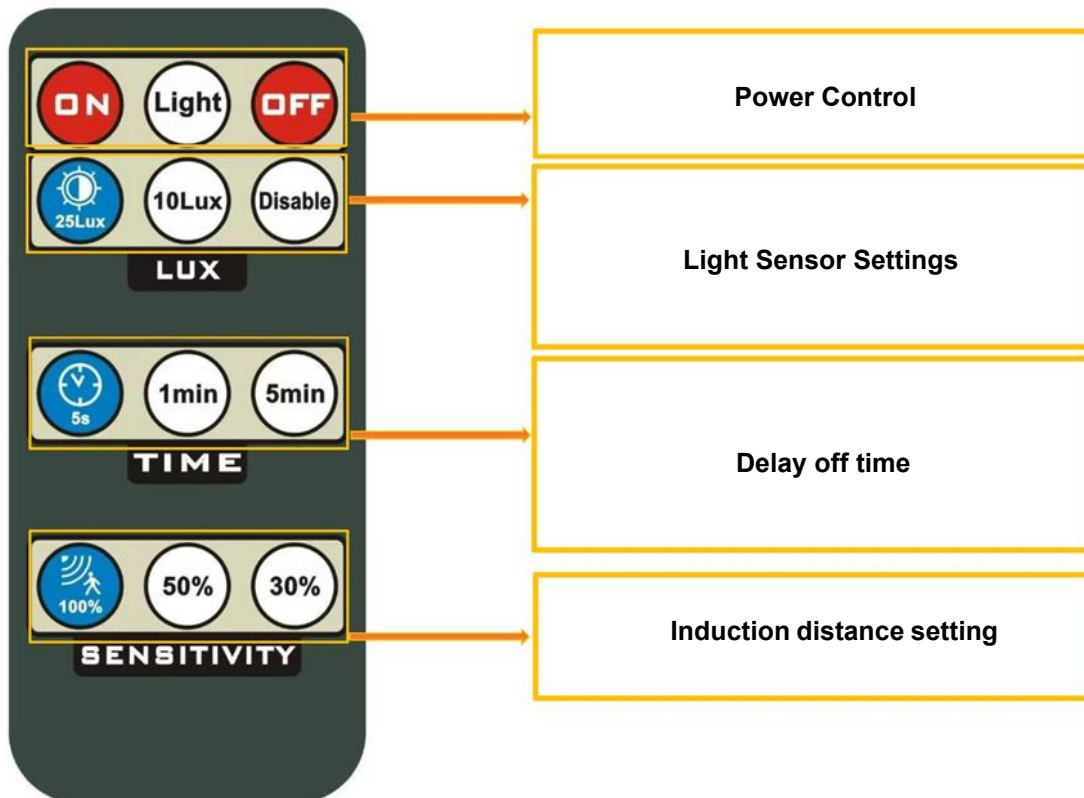 ON Light OFF
Power Control
25Lux 10Lux Disable
LUX
Light Sensor Settings
5s 1min 5min
TIME
Delay off time
100% 50% 30%
SENSITIVITY
Induction distance setting